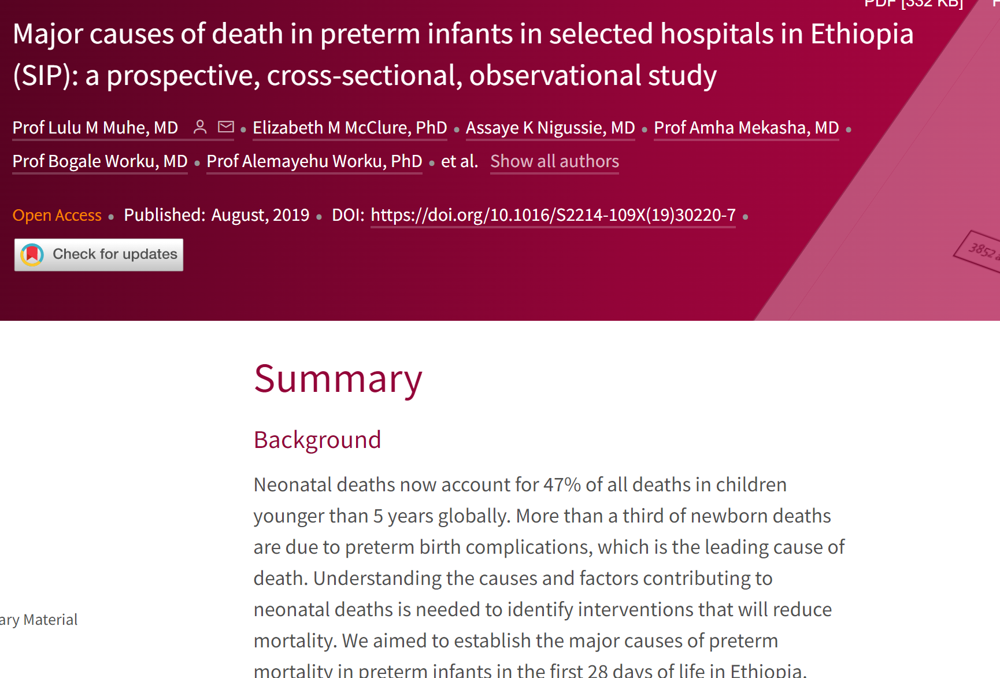 PDF [332 KB]
Major causes of death in preterm infants in selected hospitals in Ethiopia
(SIP): a prospective, cross-sectional, observational study
Prof Lulu M Muhe, MD • Elizabeth M McClure, PhD • Assaye K Nigussie, MD • Prof Amha Mekasha, MD •
Prof Bogale Worku, MD • Prof Alemayehu Worku, PhD • et al. Show all authors
Open Access • Published: August, 2019 • DOI: https://doi.org/10.1016/S2214-109X(19)30220-7 •
3852
Check for updates
Summary
Background
Neonatal deaths now account for 47% of all deaths in children
younger than 5 years globally. More than a third of newborn deaths
are due to preterm birth complications, which is the leading cause of
death. Understanding the causes and factors contributing to
neonatal deaths is needed to identify interventions that will reduce
ary Material
mortality. We aimed to establish the major causes of preterm
mortality in preterm infants in the first 28 days of life in Ethiopia.